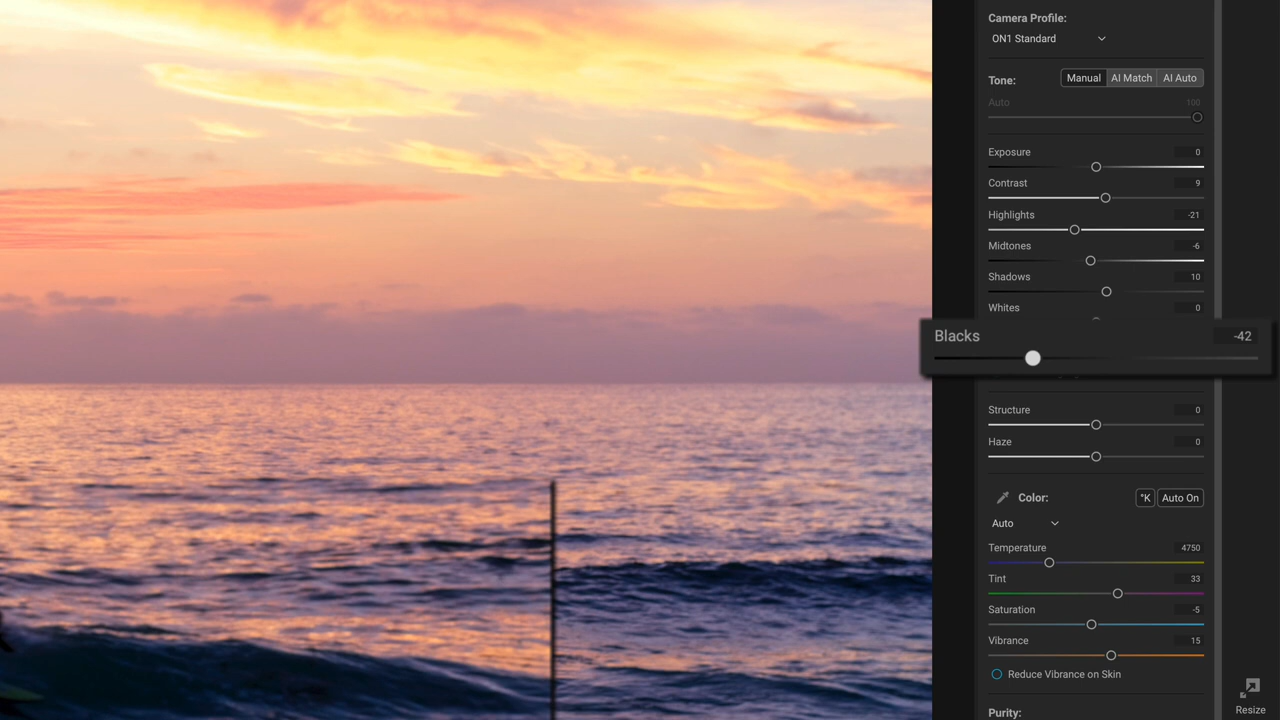 Camera Profile:
ON1 Standard
Tone: Manual AI Match AI Auto
Auto 100
Exposure 0
Contrast 9
Highlights -21
Midtones -6
Shadows 10
Whites 0
Blacks -42
Structure 0
Haze 0
Color: °K Auto On
Auto
Temperature 4750
Tint 33
Saturation -5
Vibrance 15
Reduce Vibrance on Skin
Purity:
Resize